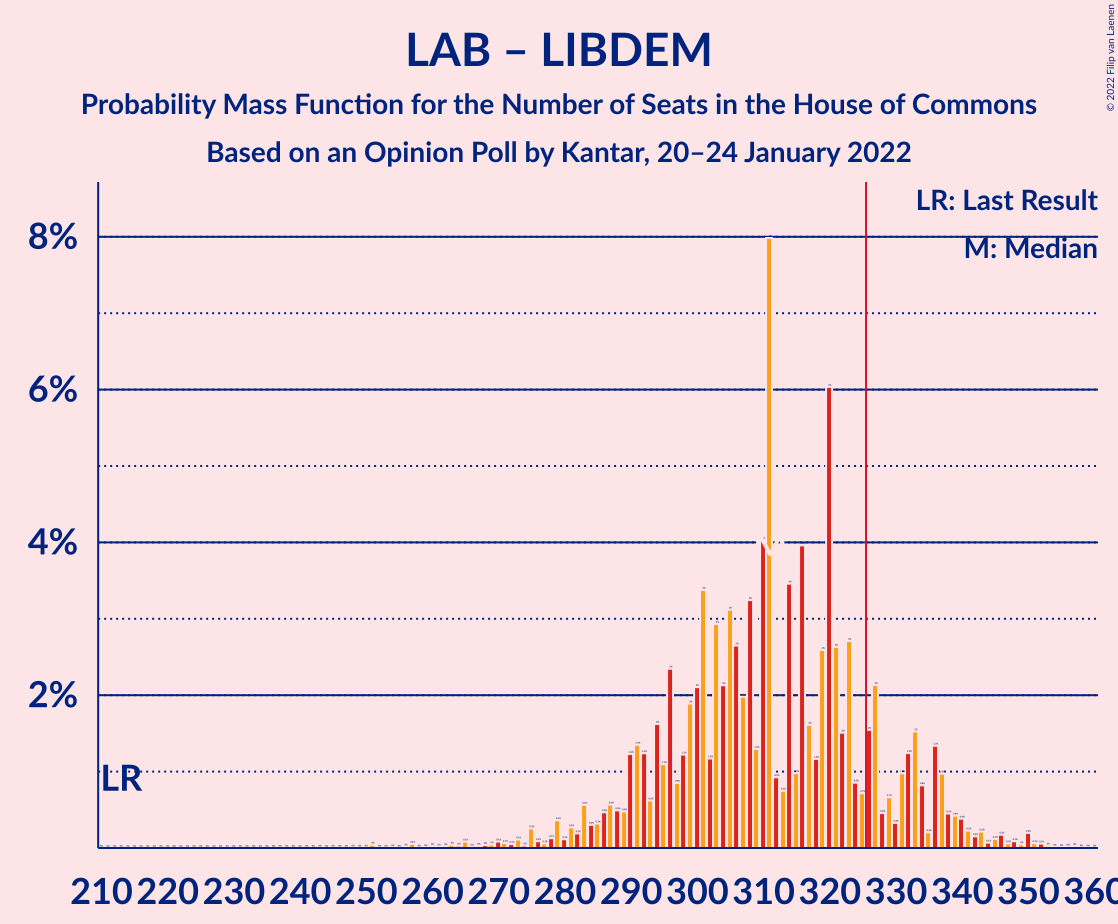 LAB – LIBDEM
Probability Mass Function for the Number of Seats in the House of Commons
Based on an Opinion Poll by Kantar, 20–24 January 2022
© 2022 Filip van Laenen
LR: Last Result
M: Median
8%
6%
4%
2%
LR
210 220 230 240 250 260 270 280 290 300 310 320 330 340 350 360